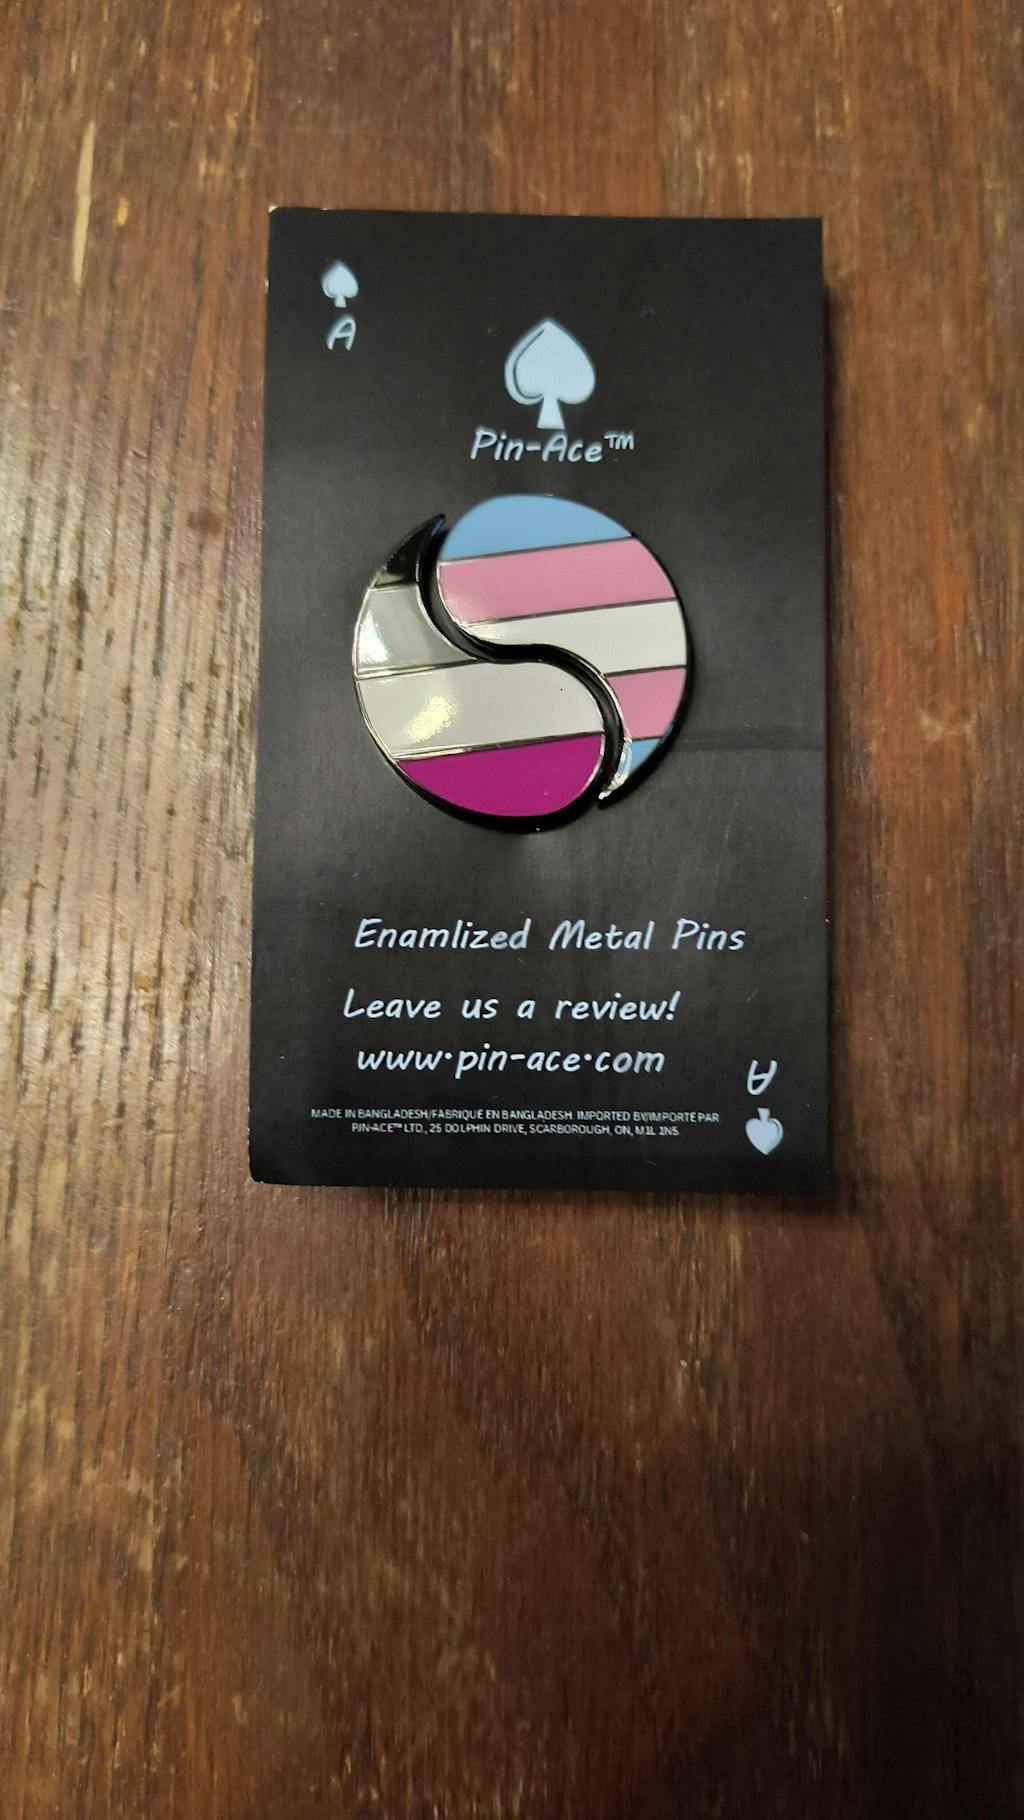 A
Pin-Ace™
Enamlized Metal Pins
Leave us a review!
www.pin-ace.com
A
MADE IN BANGLADESH/FABRIQUÉ EN BANGLADESH IMPORTED BY/IMPORTÉ PAR
PIN-ACE™ LTD., 25 DOLPHIN DRIVE, SCARBOROUGH, ON, M1L 1N5.